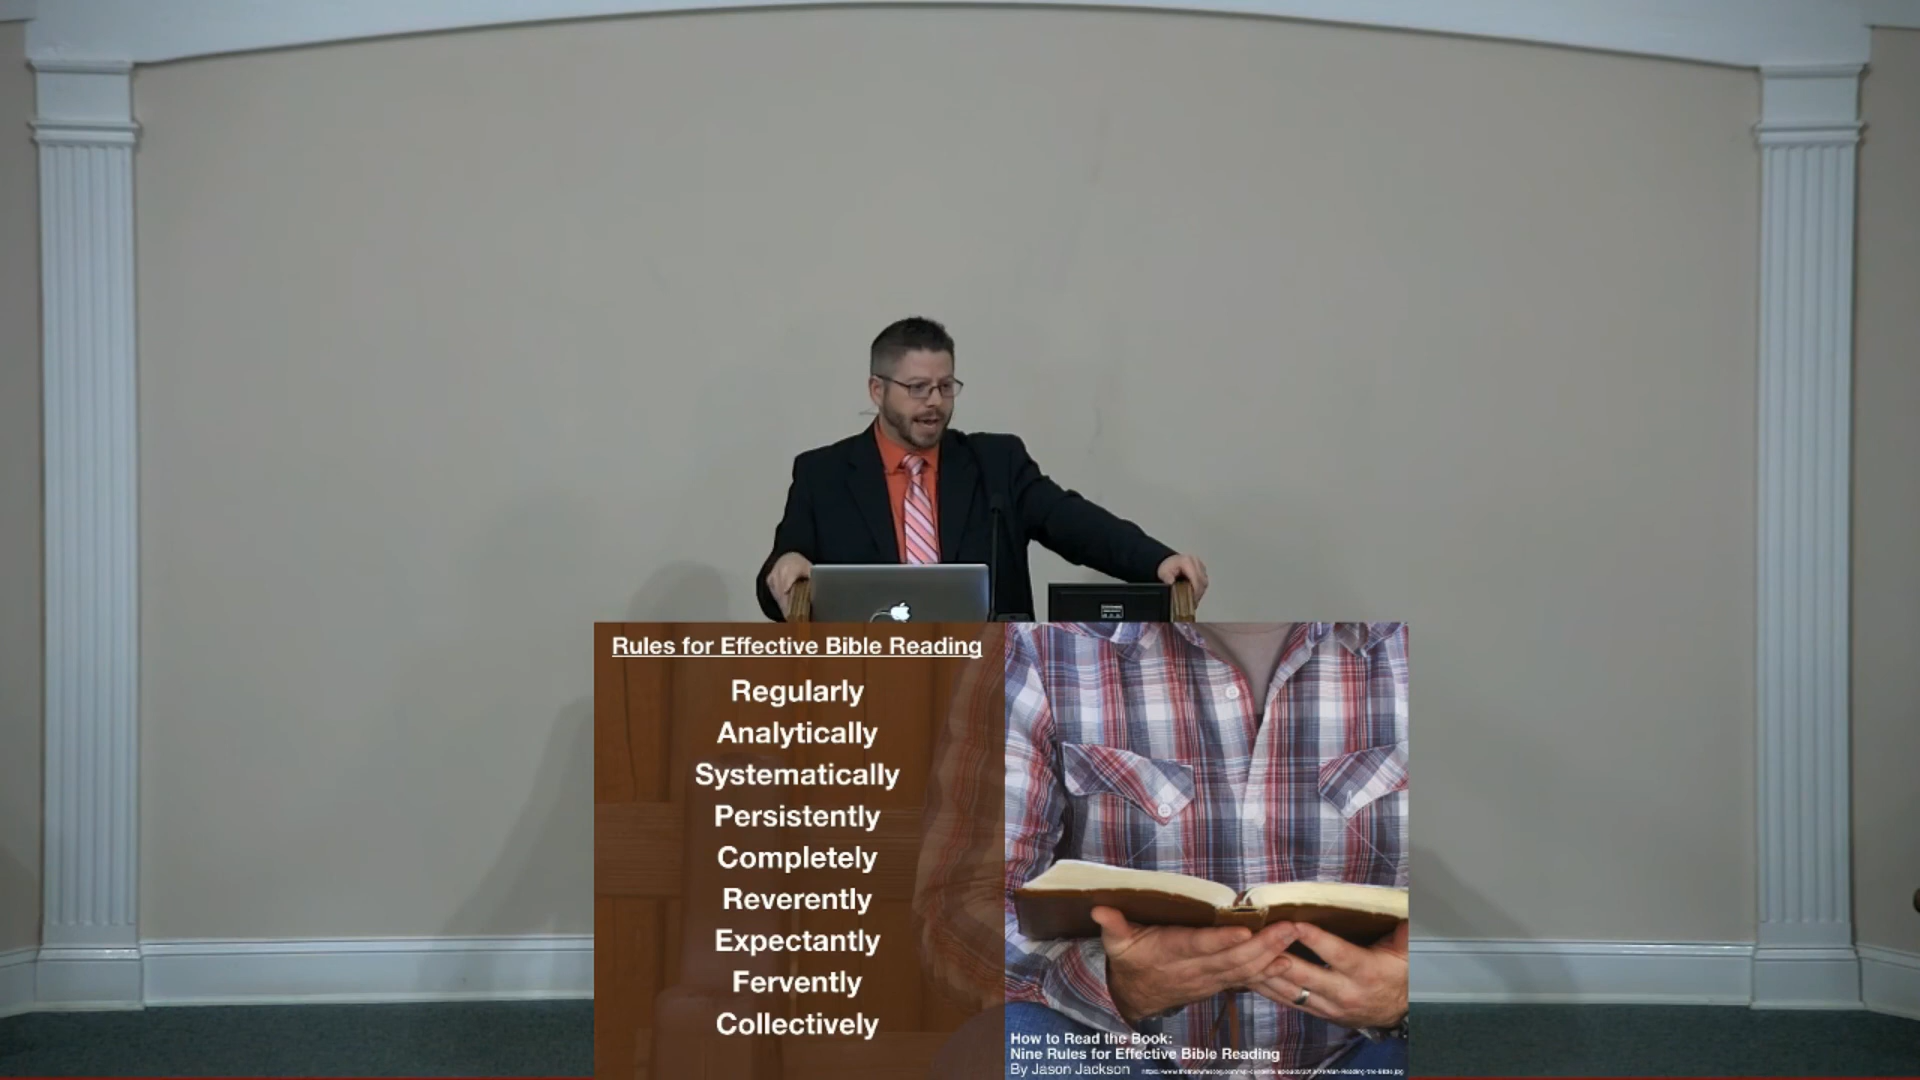 Rules for Effective Bible Reading
Regularly
Analytically
Systematically
Persistently
Completely
Reverently
Expectantly
Fervently
Collectively
How to Read the Book:
Nine Rules for Effective Bible Reading
By Jason Jackson